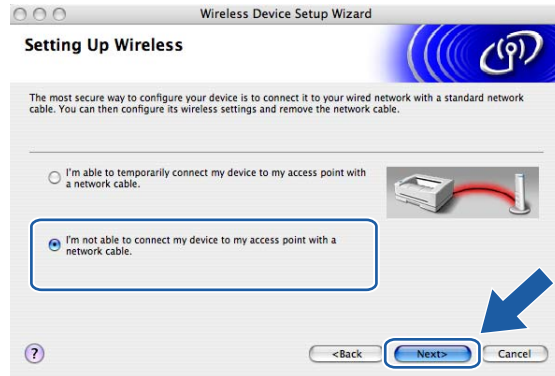 Wireless Device Setup Wizard
Setting Up Wireless
The most secure way to configure your device is to connect it to your wired network with a standard network
cable. You can then configure its wireless settings and remove the network cable.
I'm able to temporarily connect my device to my access point with
a network cable.
I'm not able to connect my device to my access point with a
network cable.
? <Back Next> Cancel